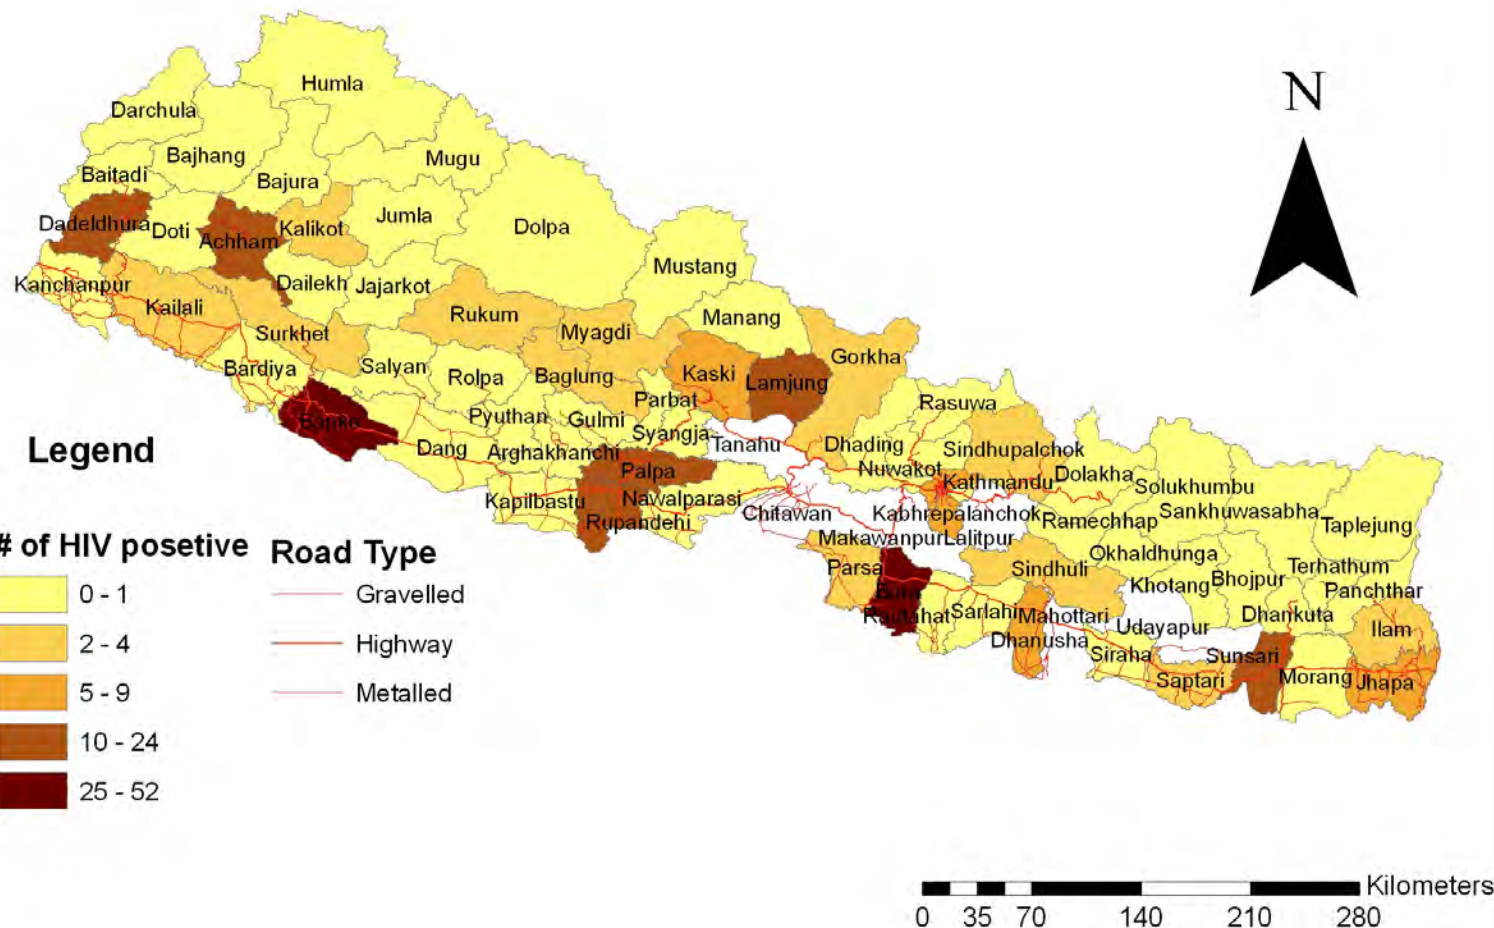 N
Humla
Darchula
Bajhang
Mugu
Baitadi
Bajura
Dadeldhura
Doti
Achham
Kalikot
Jumla
Dolpa
Mustang
Kanchanpur
Dailekh
Jajarkot
Kailali
Surkhet
Rukum
Myagdi
Manang
Gorkha
Bardiya
Salyan
Rolpa
Baglung
Kaski
Lamjung
Parbat
Rasuwa
Banke
Pyuthan
Gulmi
Syangja
Tanahu
Dhading
Sindhupalchok
Dang
Arghakhanchi
Palpa
Nuwakot
Kathmandu
Dolakha
Solukhumbu
Kapilbastu
Nawalparasi
Rupandehi
Chitawan
Kabhrepalanchok
Ramechhap
Sankhuwasabha
Taplejung
Makawanpur
Lalitpur
Okhaldhunga
Terhathum
Parsa
Sindhuli
Khotang
Bhojpur
Panchthar
Bara
Rautahat
Sarlahi
Mahottari
Udayapur
Dhankuta
Ilam
Dhanusha
Siraha
Sunsari
Saptari
Morang
Jhapa
Legend
# of HIV posetive
0 - 1
2 - 4
5 - 9
10 - 24
25 - 52
Road Type
Gravelled
Highway
Metalled
Kilometers
0 35 70 140 210 280